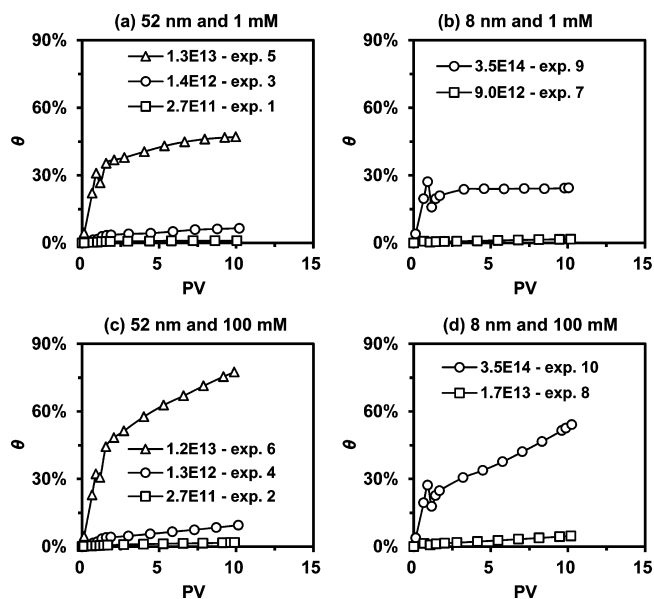 (a) 52 nm and 1 mM
(b) 8 nm and 1 mM
90%
60%
30%
0%
θ
1.3E13 - exp. 5
1.4E12 - exp. 3
2.7E11 - exp. 1
0 5 10 15
PV
90%
60%
30%
0%
θ
3.5E14 - exp. 9
9.0E12 - exp. 7
0 5 10 15
PV
(c) 52 nm and 100 mM
(d) 8 nm and 100 mM
90%
60%
30%
0%
θ
1.2E13 - exp. 6
1.3E12 - exp. 4
2.7E11 - exp. 2
0 5 10 15
PV
90%
60%
30%
0%
θ
3.5E14 - exp. 10
1.7E13 - exp. 8
0 5 10 15
PV